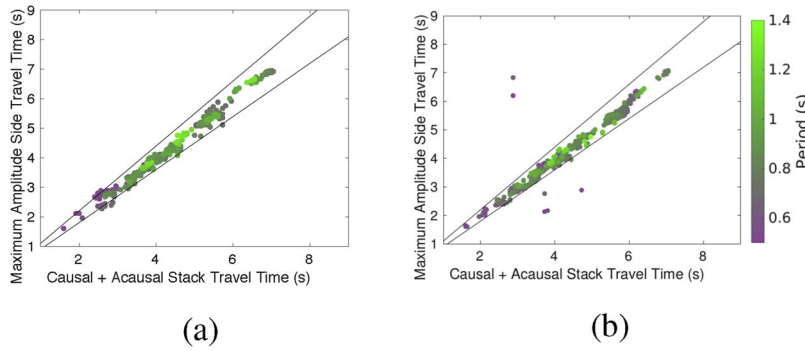 9
8
7
6
5
4
3
2
1
2 4 6 8
Maximum Amplitude Side Travel Time (s)
Causal + Acausal Stack Travel Time (s)
(a)
9
8
7
6
5
4
3
2
1
2 4 6 8
Maximum Amplitude Side Travel Time (s)
Causal + Acausal Stack Travel Time (s)
(b)
1.4
1.2
1
0.8
0.6
Period (s)